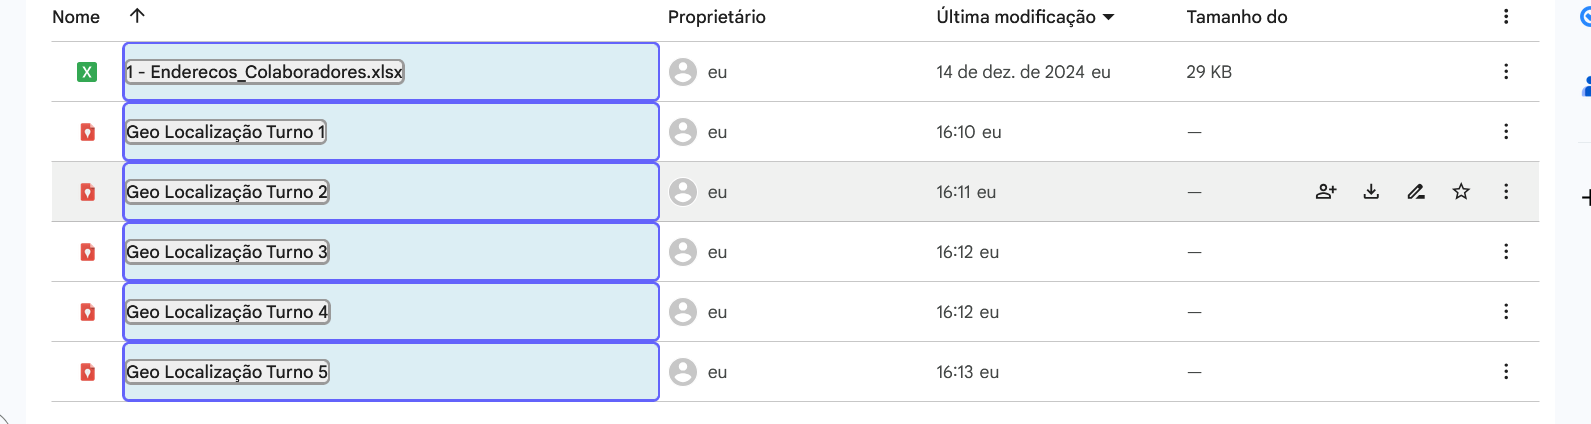 Nome Proprietário Última modificação Tamanho do
X 1 - Enderecos_Colaboradores.xlsx eu 14 de dez. de 2024 eu 29 KB
Geo Localização Turno 1 eu 16:10 eu —
Geo Localização Turno 2 eu 16:11 eu —
Geo Localização Turno 3 eu 16:12 eu —
Geo Localização Turno 4 eu 16:12 eu —
Geo Localização Turno 5 eu 16:13 eu —